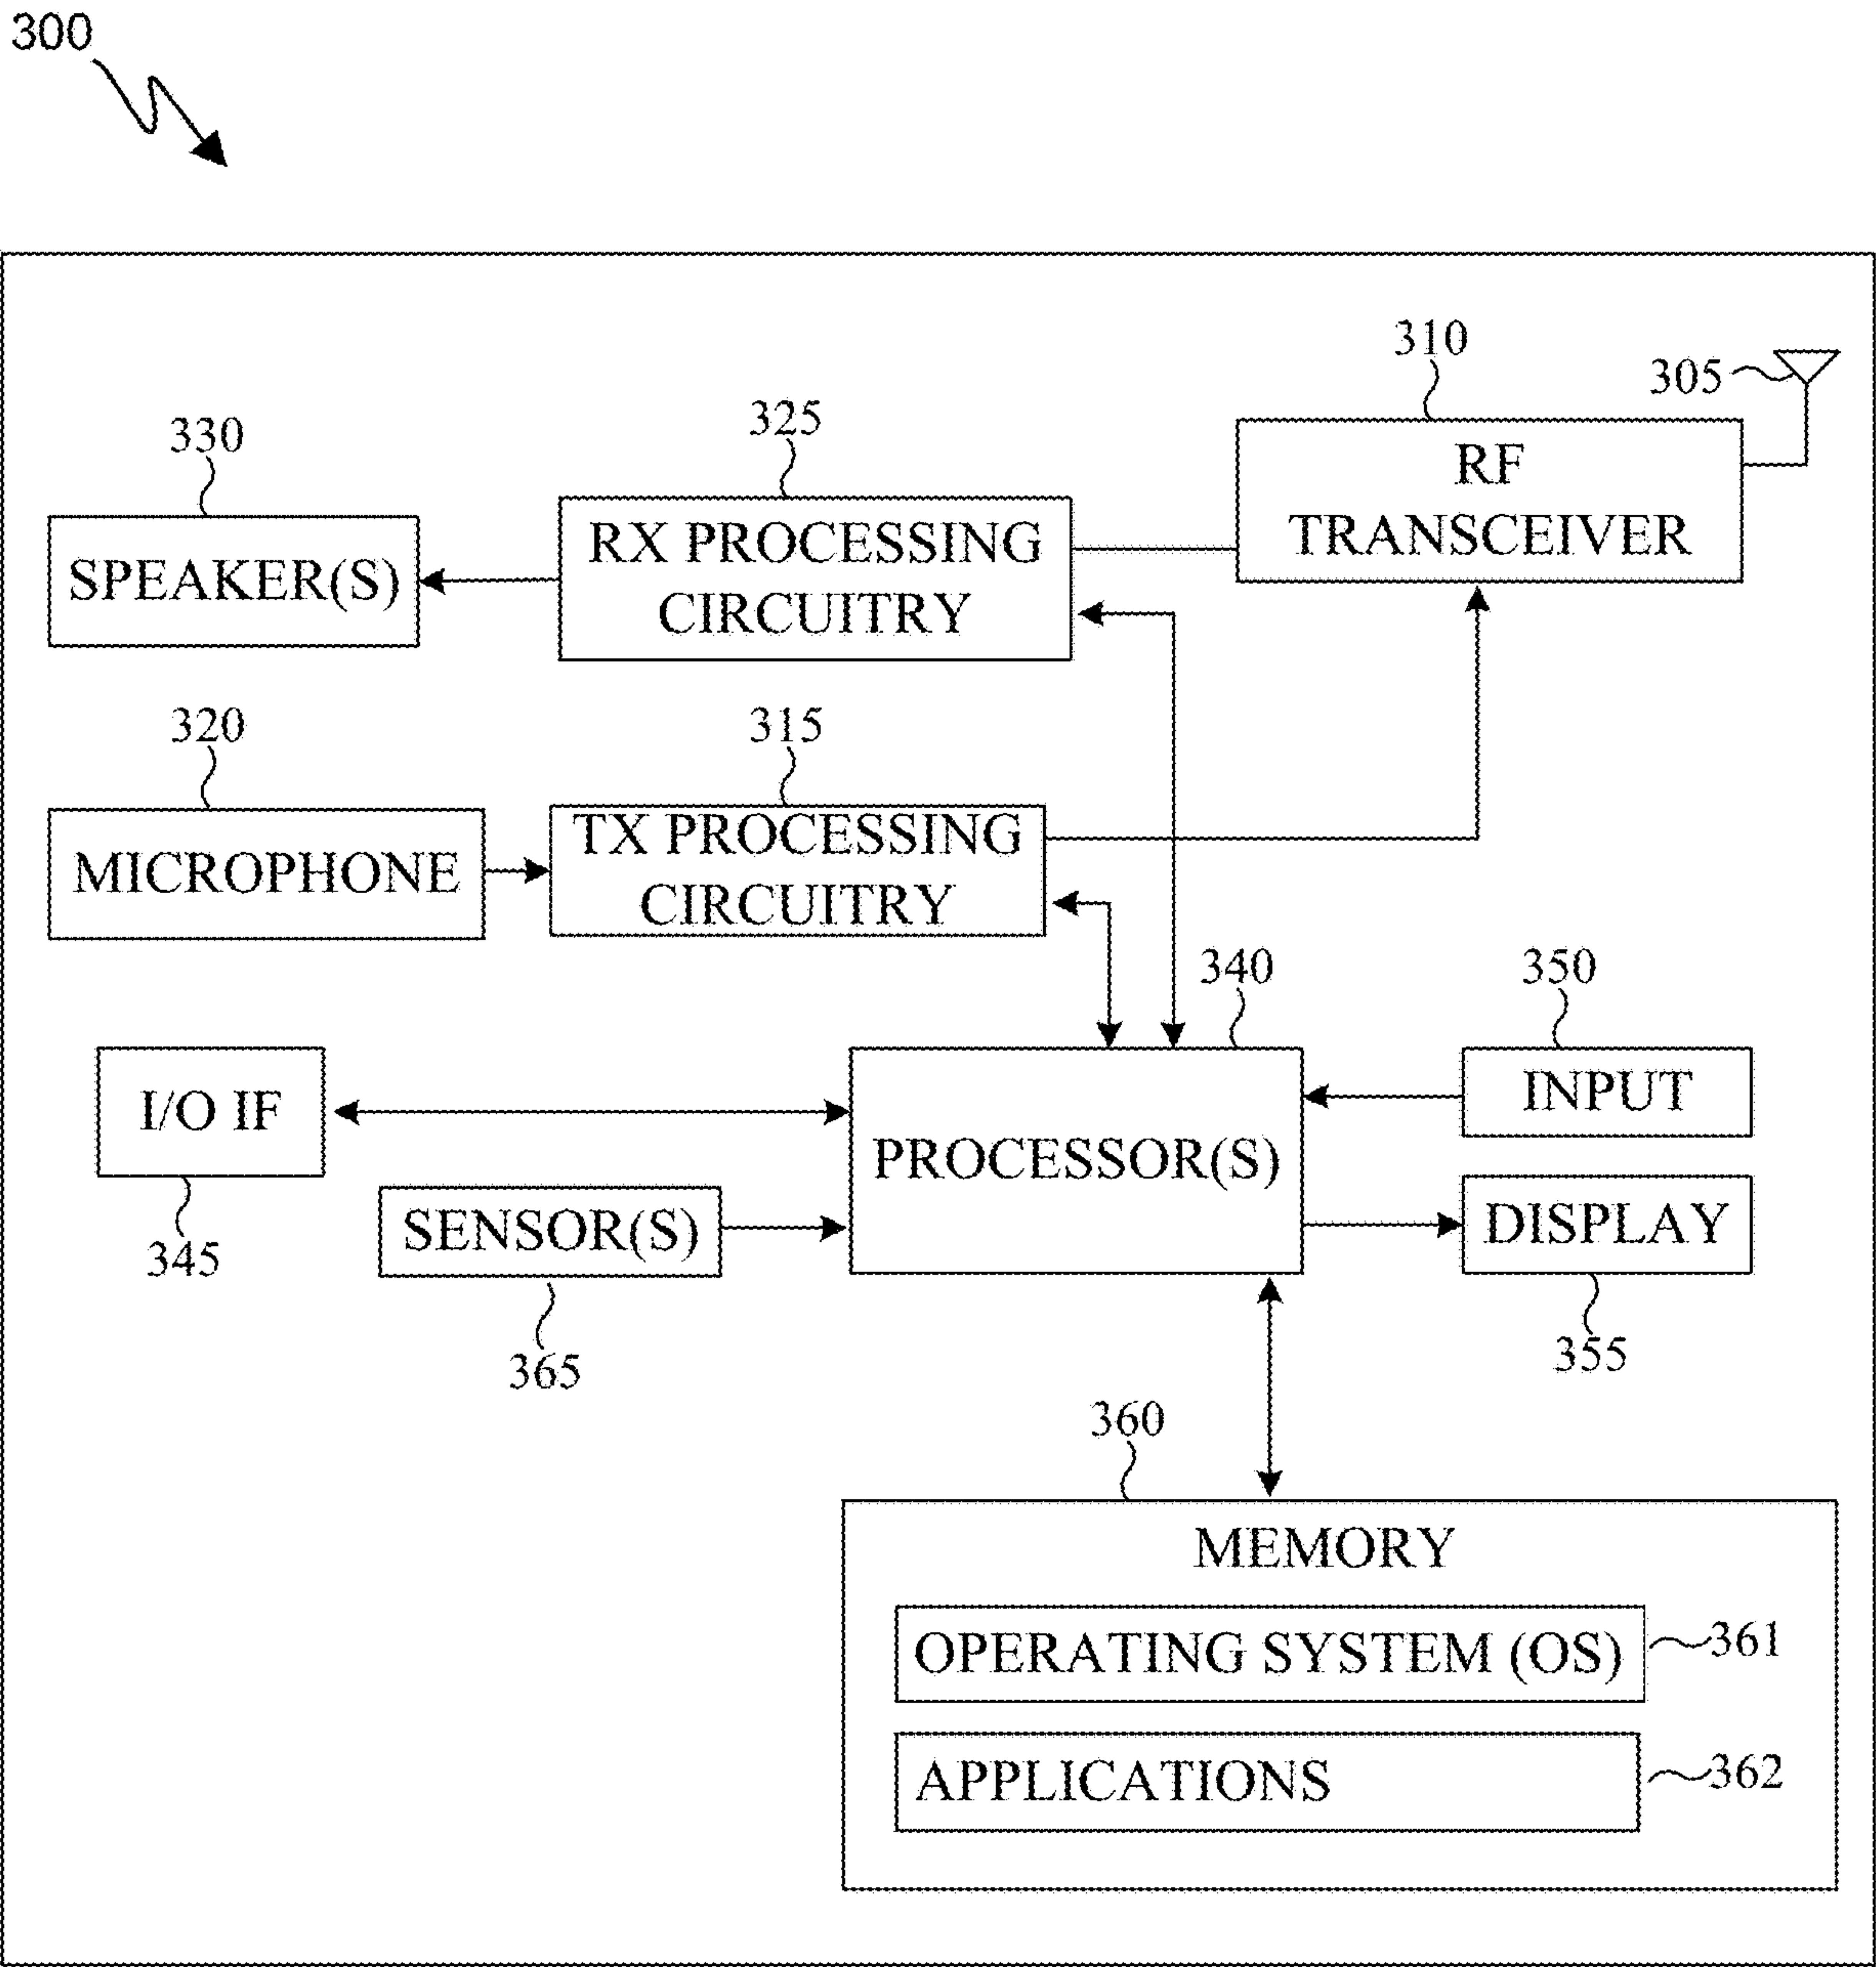 300
310
305
325
330
RF
TRANSCEIVER
RX PROCESSING
CIRCUITRY
SPEAKER(S)
320
315
TX PROCESSING
CIRCUITRY
MICROPHONE
340
350
I/O IF
INPUT
PROCESSOR(S)
SENSOR(S)
DISPLAY
345
365
355
360
MEMORY
OPERATING SYSTEM (OS)
361
APPLICATIONS
362